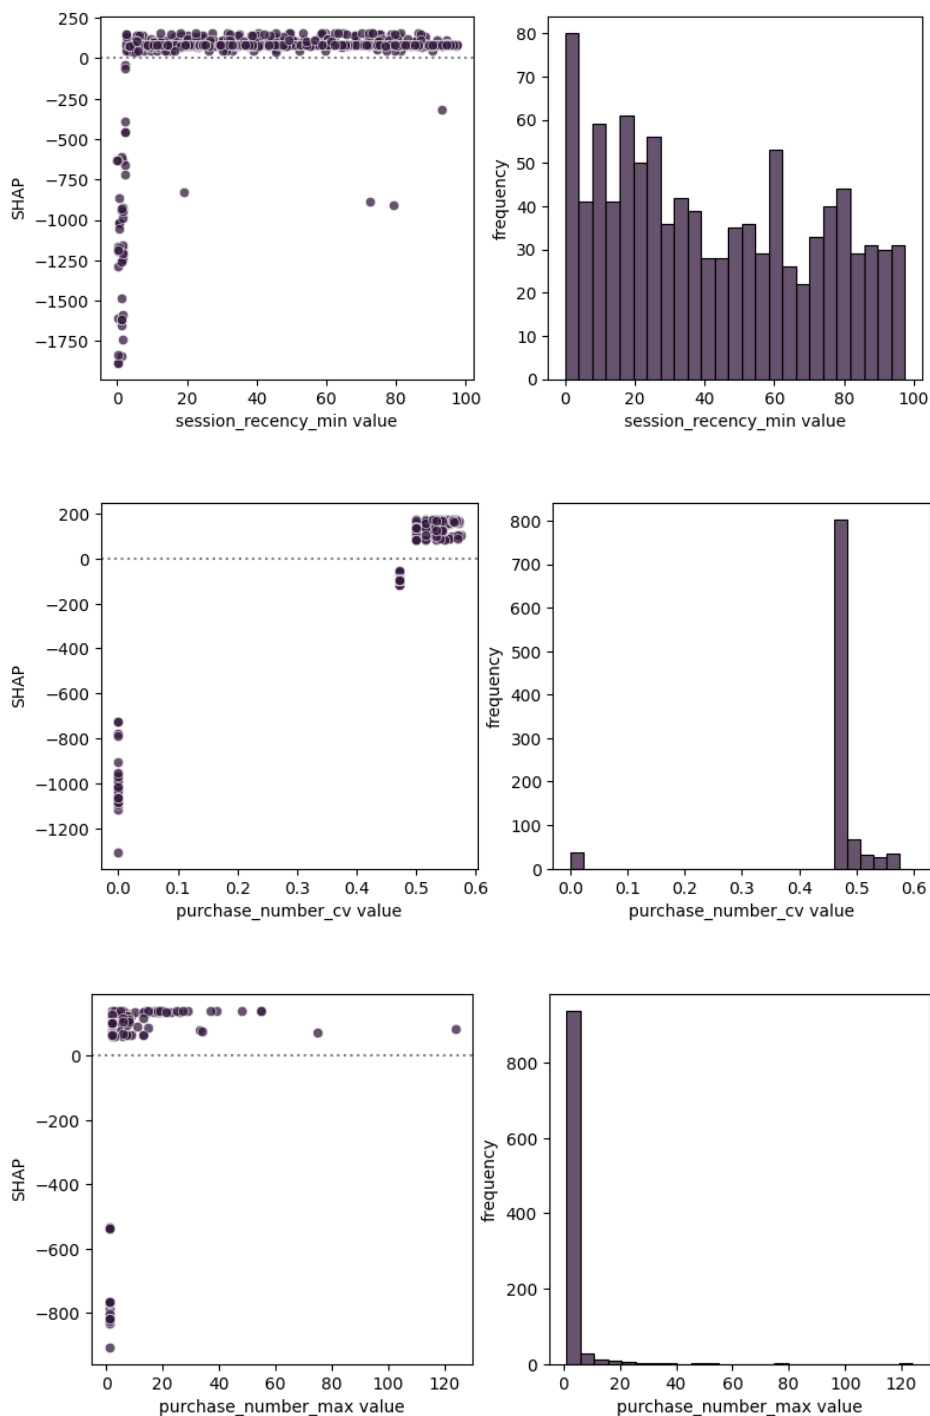 250
0
−250
−500
−750
−1000
−1250
−1500
−1750
SHAP
0 20 40 60 80 100
session_recency_min value
80
70
60
50
40
30
20
10
0
frequency
0 20 40 60 80 100
session_recency_min value
200
0
−200
−400
−600
−800
−1000
−1200
SHAP
0.0 0.1 0.2 0.3 0.4 0.5 0.6
purchase_number_cv value
800
700
600
500
400
300
200
100
0
frequency
0.0 0.1 0.2 0.3 0.4 0.5 0.6
purchase_number_cv value
0
−200
−400
−600
−800
SHAP
0 20 40 60 80 100 120
purchase_number_max value
800
600
400
200
0
frequency
0 20 40 60 80 100 120
purchase_number_max value